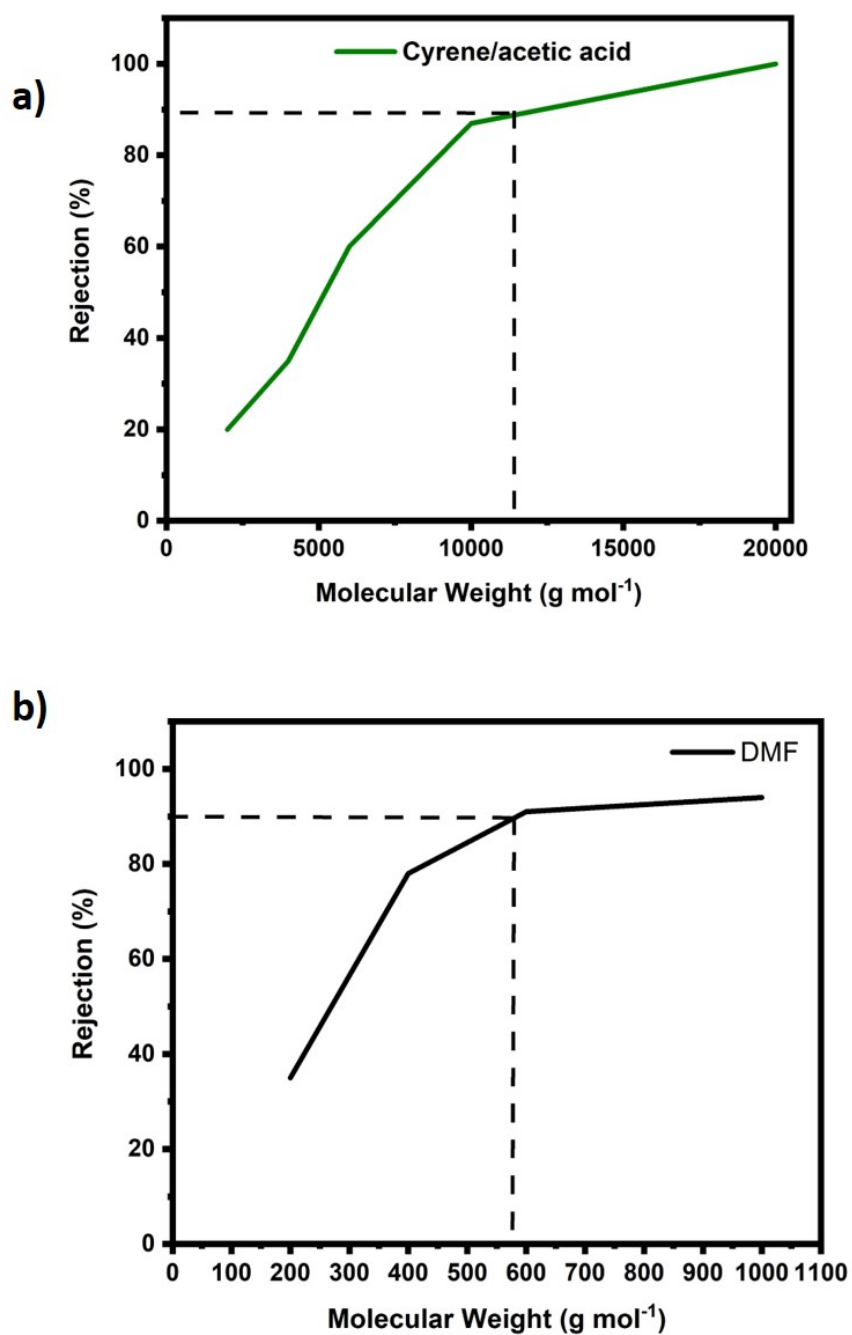 a)
Cyrene/acetic acid
100
80
60
40
20
0
Rejection (%)
0 5000 10000 15000 20000
Molecular Weight (g mol⁻¹)
b)
DMF
100
80
60
40
20
0
Rejection (%)
0 100 200 300 400 500 600 700 800 900 1000 1100
Molecular Weight (g mol⁻¹)